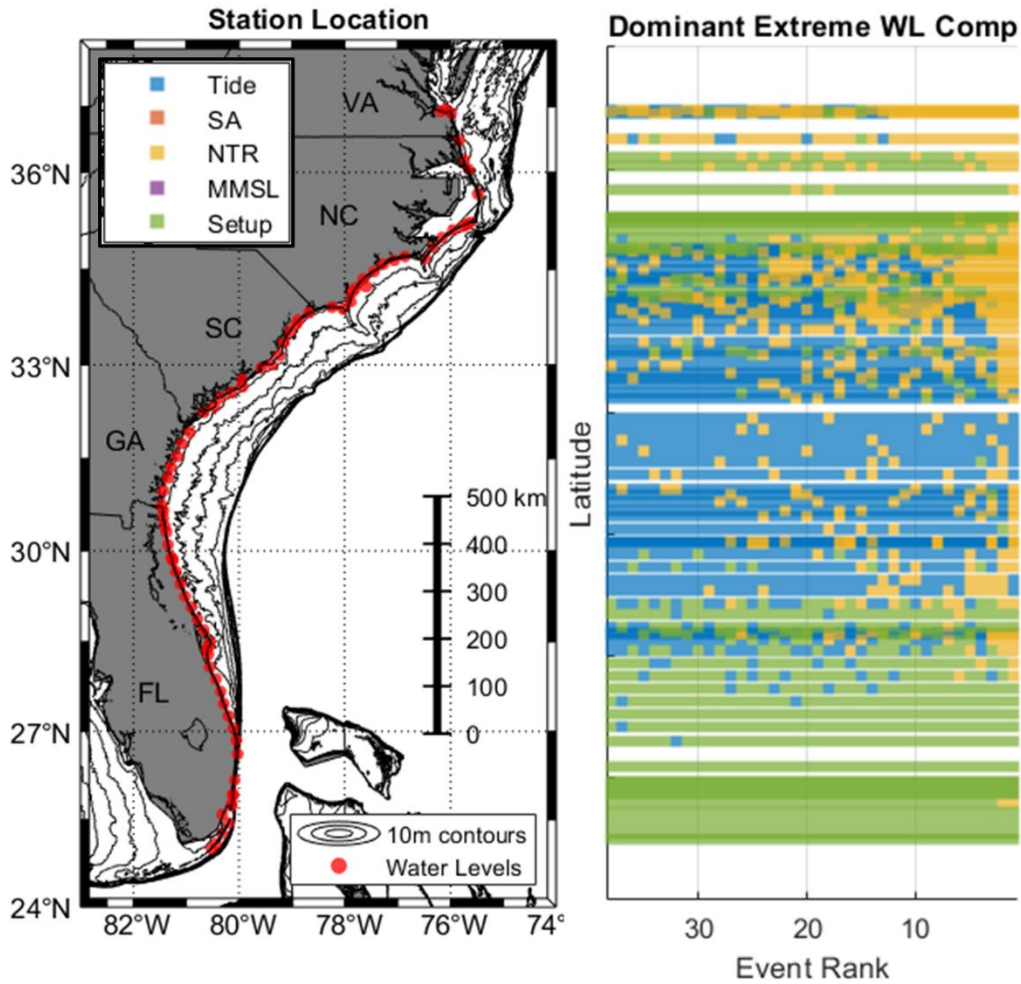 Station Location
Tide
SA
NTR
MMSL
Setup
VA
NC
SC
GA
FL
36°N
33°N
30°N
27°N
24°N
500 km
400
300
200
100
0
10m contours
Water Levels
82°W
80°W
78°W
76°W
74°
Dominant Extreme WL Comp
Latitude
30
20
10
Event Rank